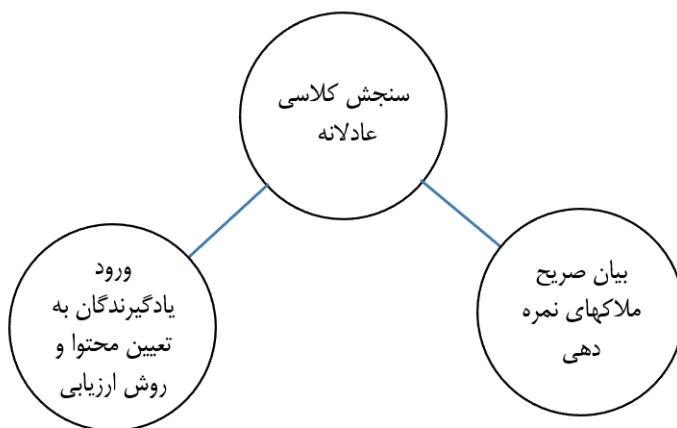 سنجش کلاسی
عادلانه
بیان صریح
ملاکهای نمره
دهی
ورود
یادگیرندگان به
تعیین محتوا و
روش ارزیابی